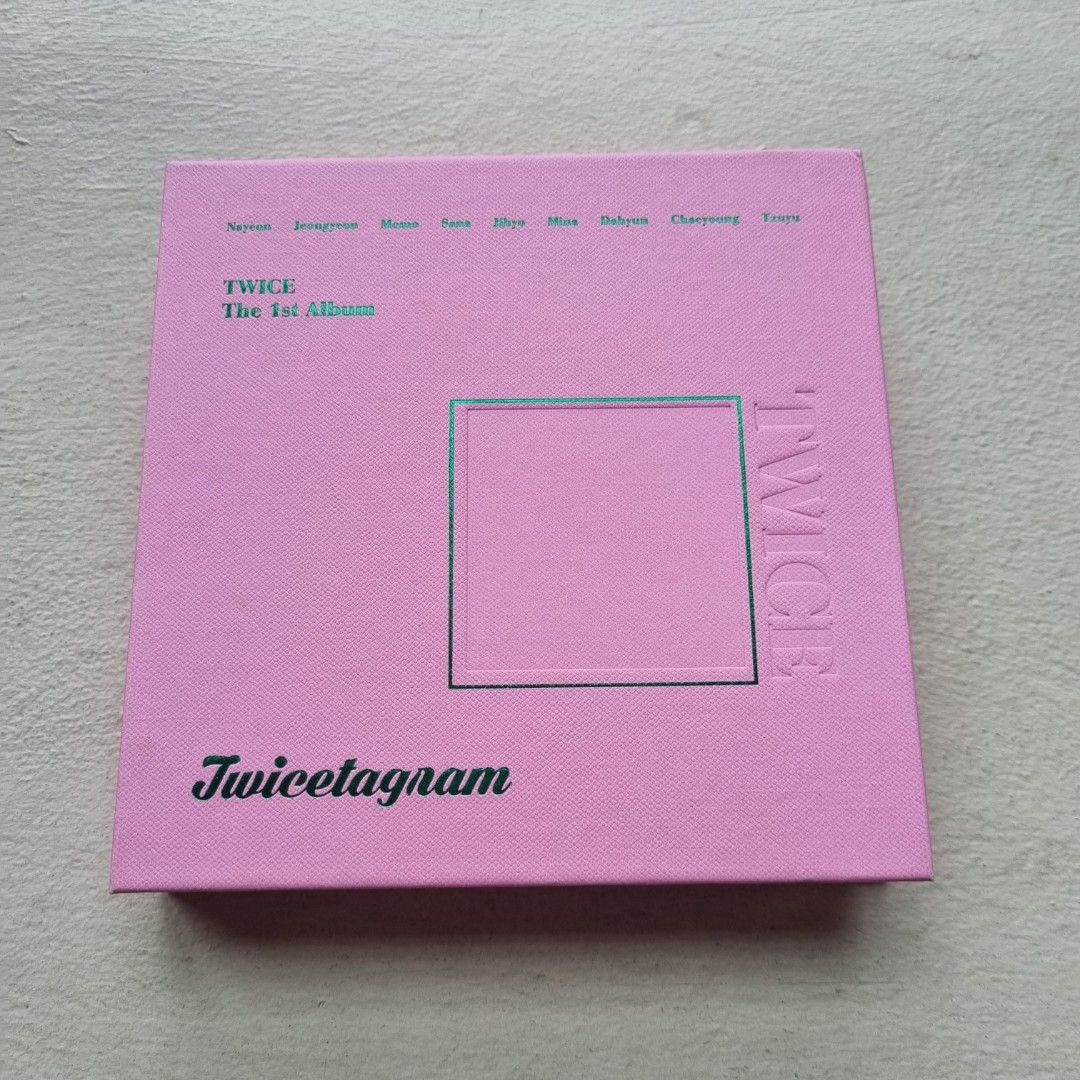 Nayeon Jeongyeon Momo Sana Jihyo Mina Dahyun Chaeyoung Tzuyu
TWICE
The 1st Album
TWICE
Twicetagram